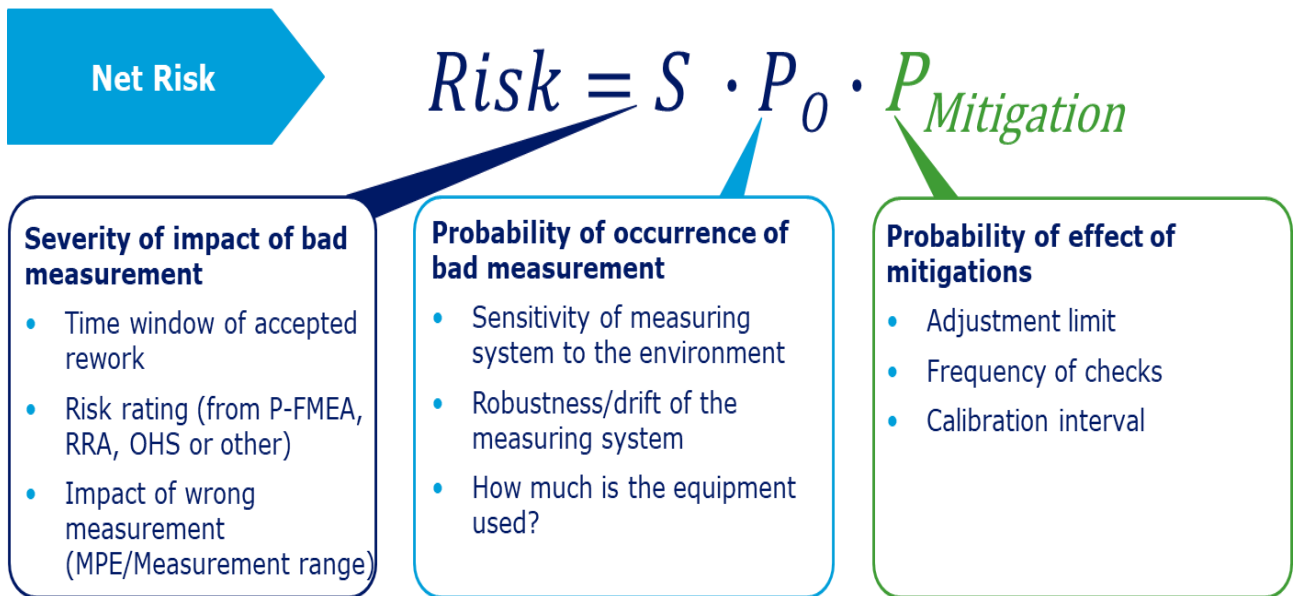 Net Risk
Risk = S · P_O · P_Mitigation
Severity of impact of bad
measurement
• Time window of accepted
rework
• Risk rating (from P-FMEA,
RRA, OHS or other)
• Impact of wrong
measurement
(MPE/Measurement range)
Probability of occurrence of
bad measurement
• Sensitivity of measuring
system to the environment
• Robustness/drift of the
measuring system
• How much is the equipment
used?
Probability of effect of
mitigations
• Adjustment limit
• Frequency of checks
• Calibration interval